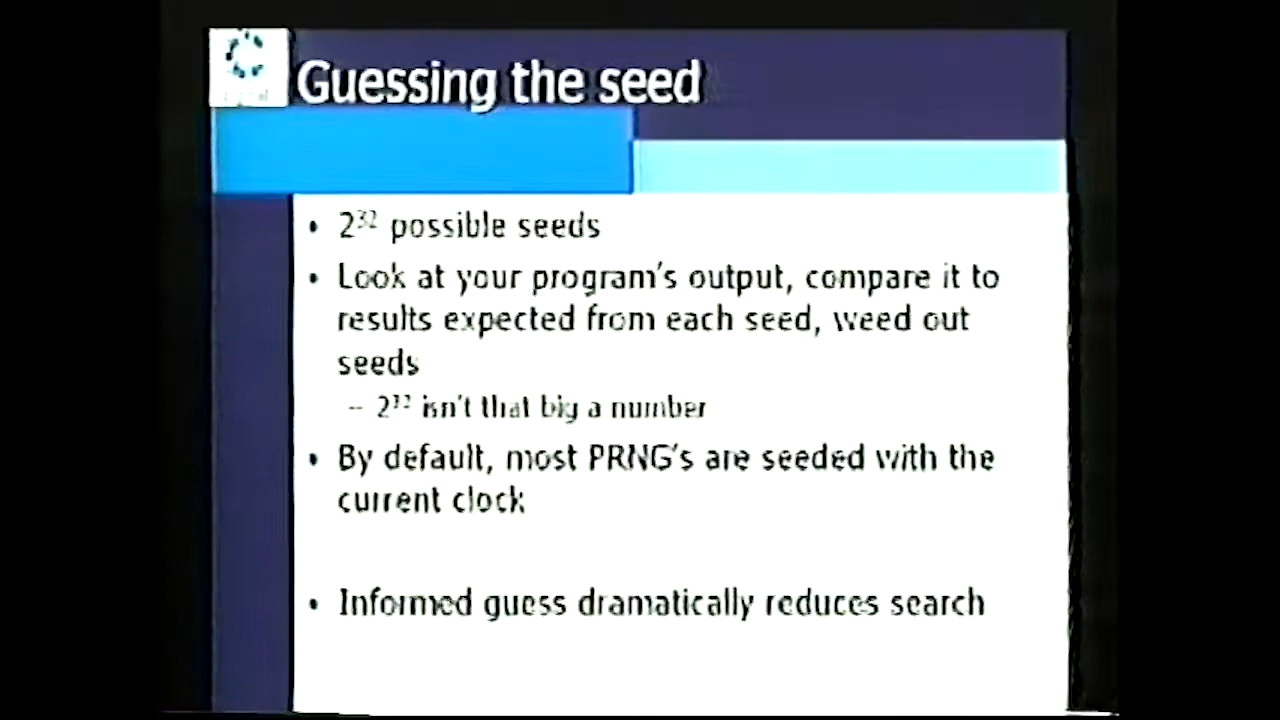 Guessing the seed
• 2³² possible seeds
• Look at your program's output, compare it to
results expected from each seed, weed out
seeds
– 2³² isn't that big a number
• By default, most PRNG's are seeded with the
current clock
• Informed guess dramatically reduces search